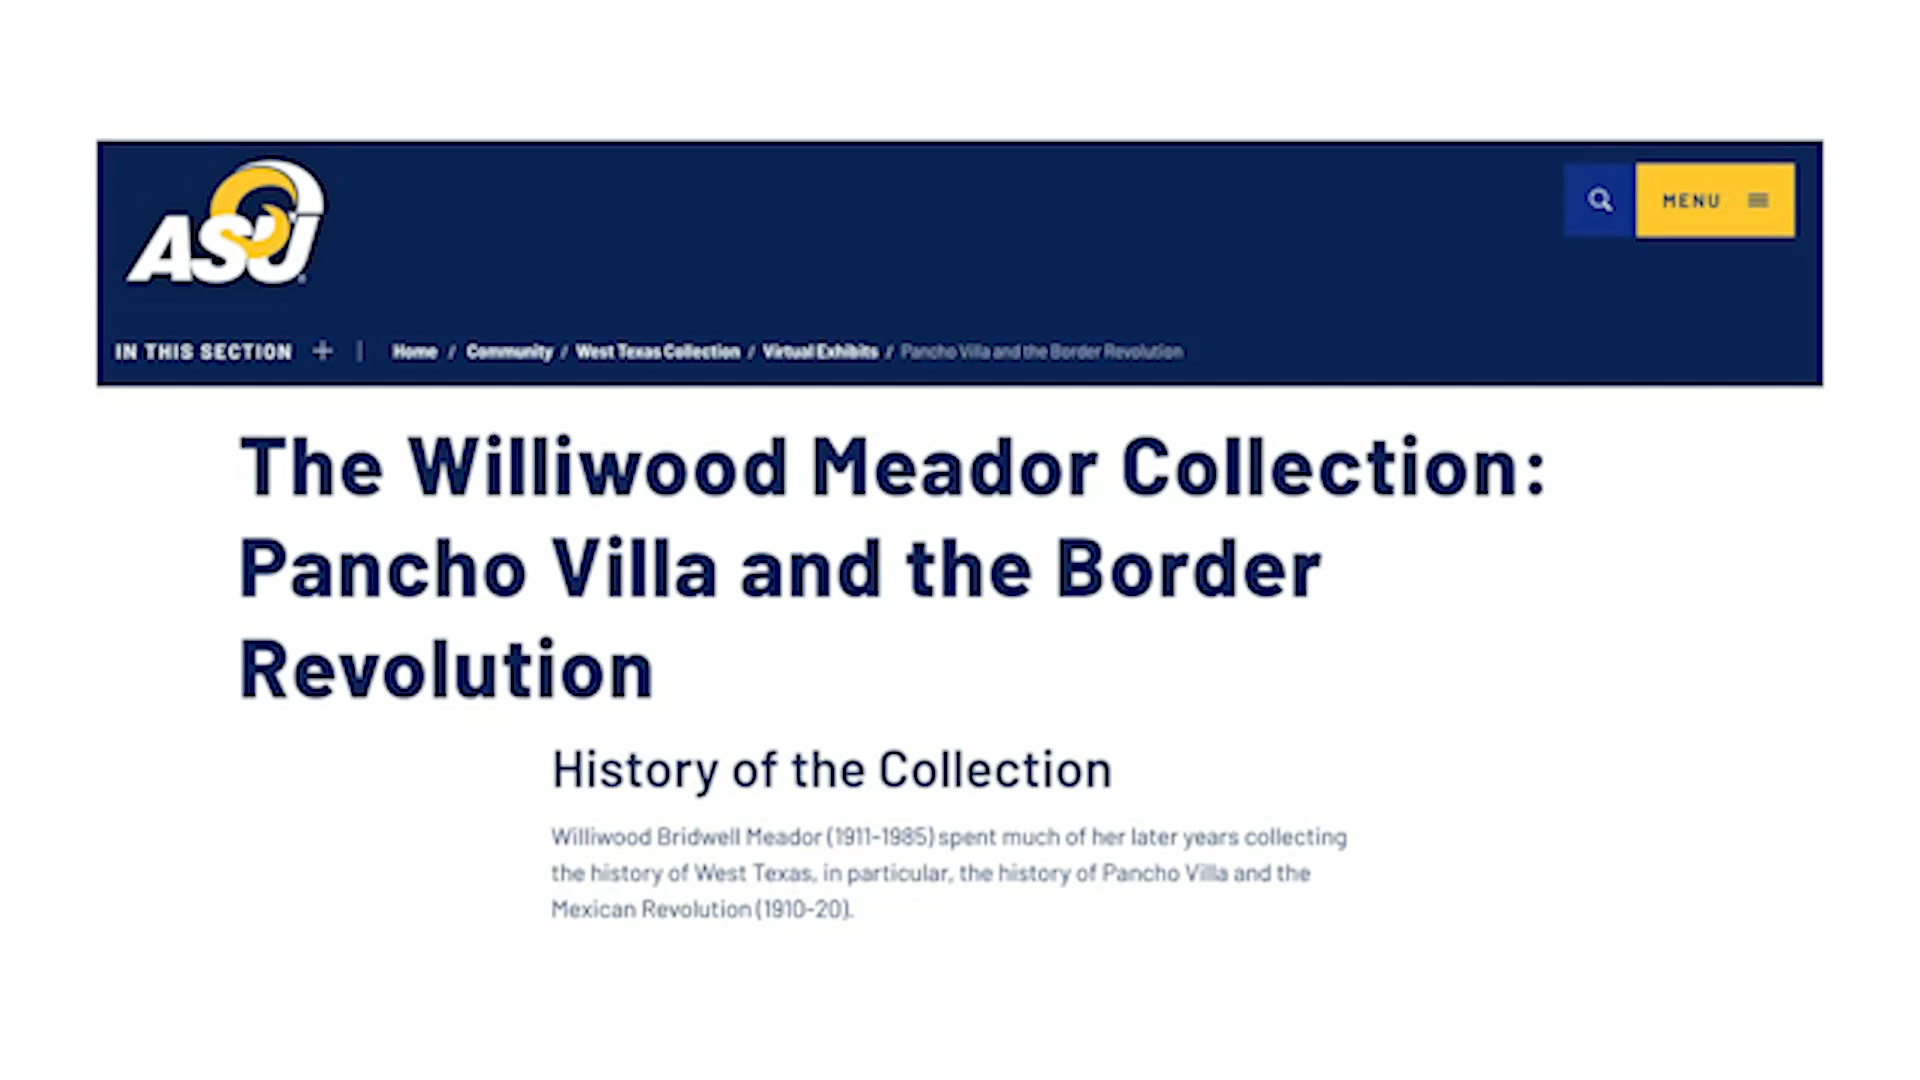 ASU
MENU
IN THIS SECTION + | Home / Community / West Texas Collection / Virtual Exhibits / Pancho Villa and the Border Revolution
The Williwood Meador Collection:
Pancho Villa and the Border
Revolution
History of the Collection
Williwood Bridwell Meador (1911-1985) spent much of her later years collecting
the history of West Texas, in particular, the history of Pancho Villa and the
Mexican Revolution (1910-20).